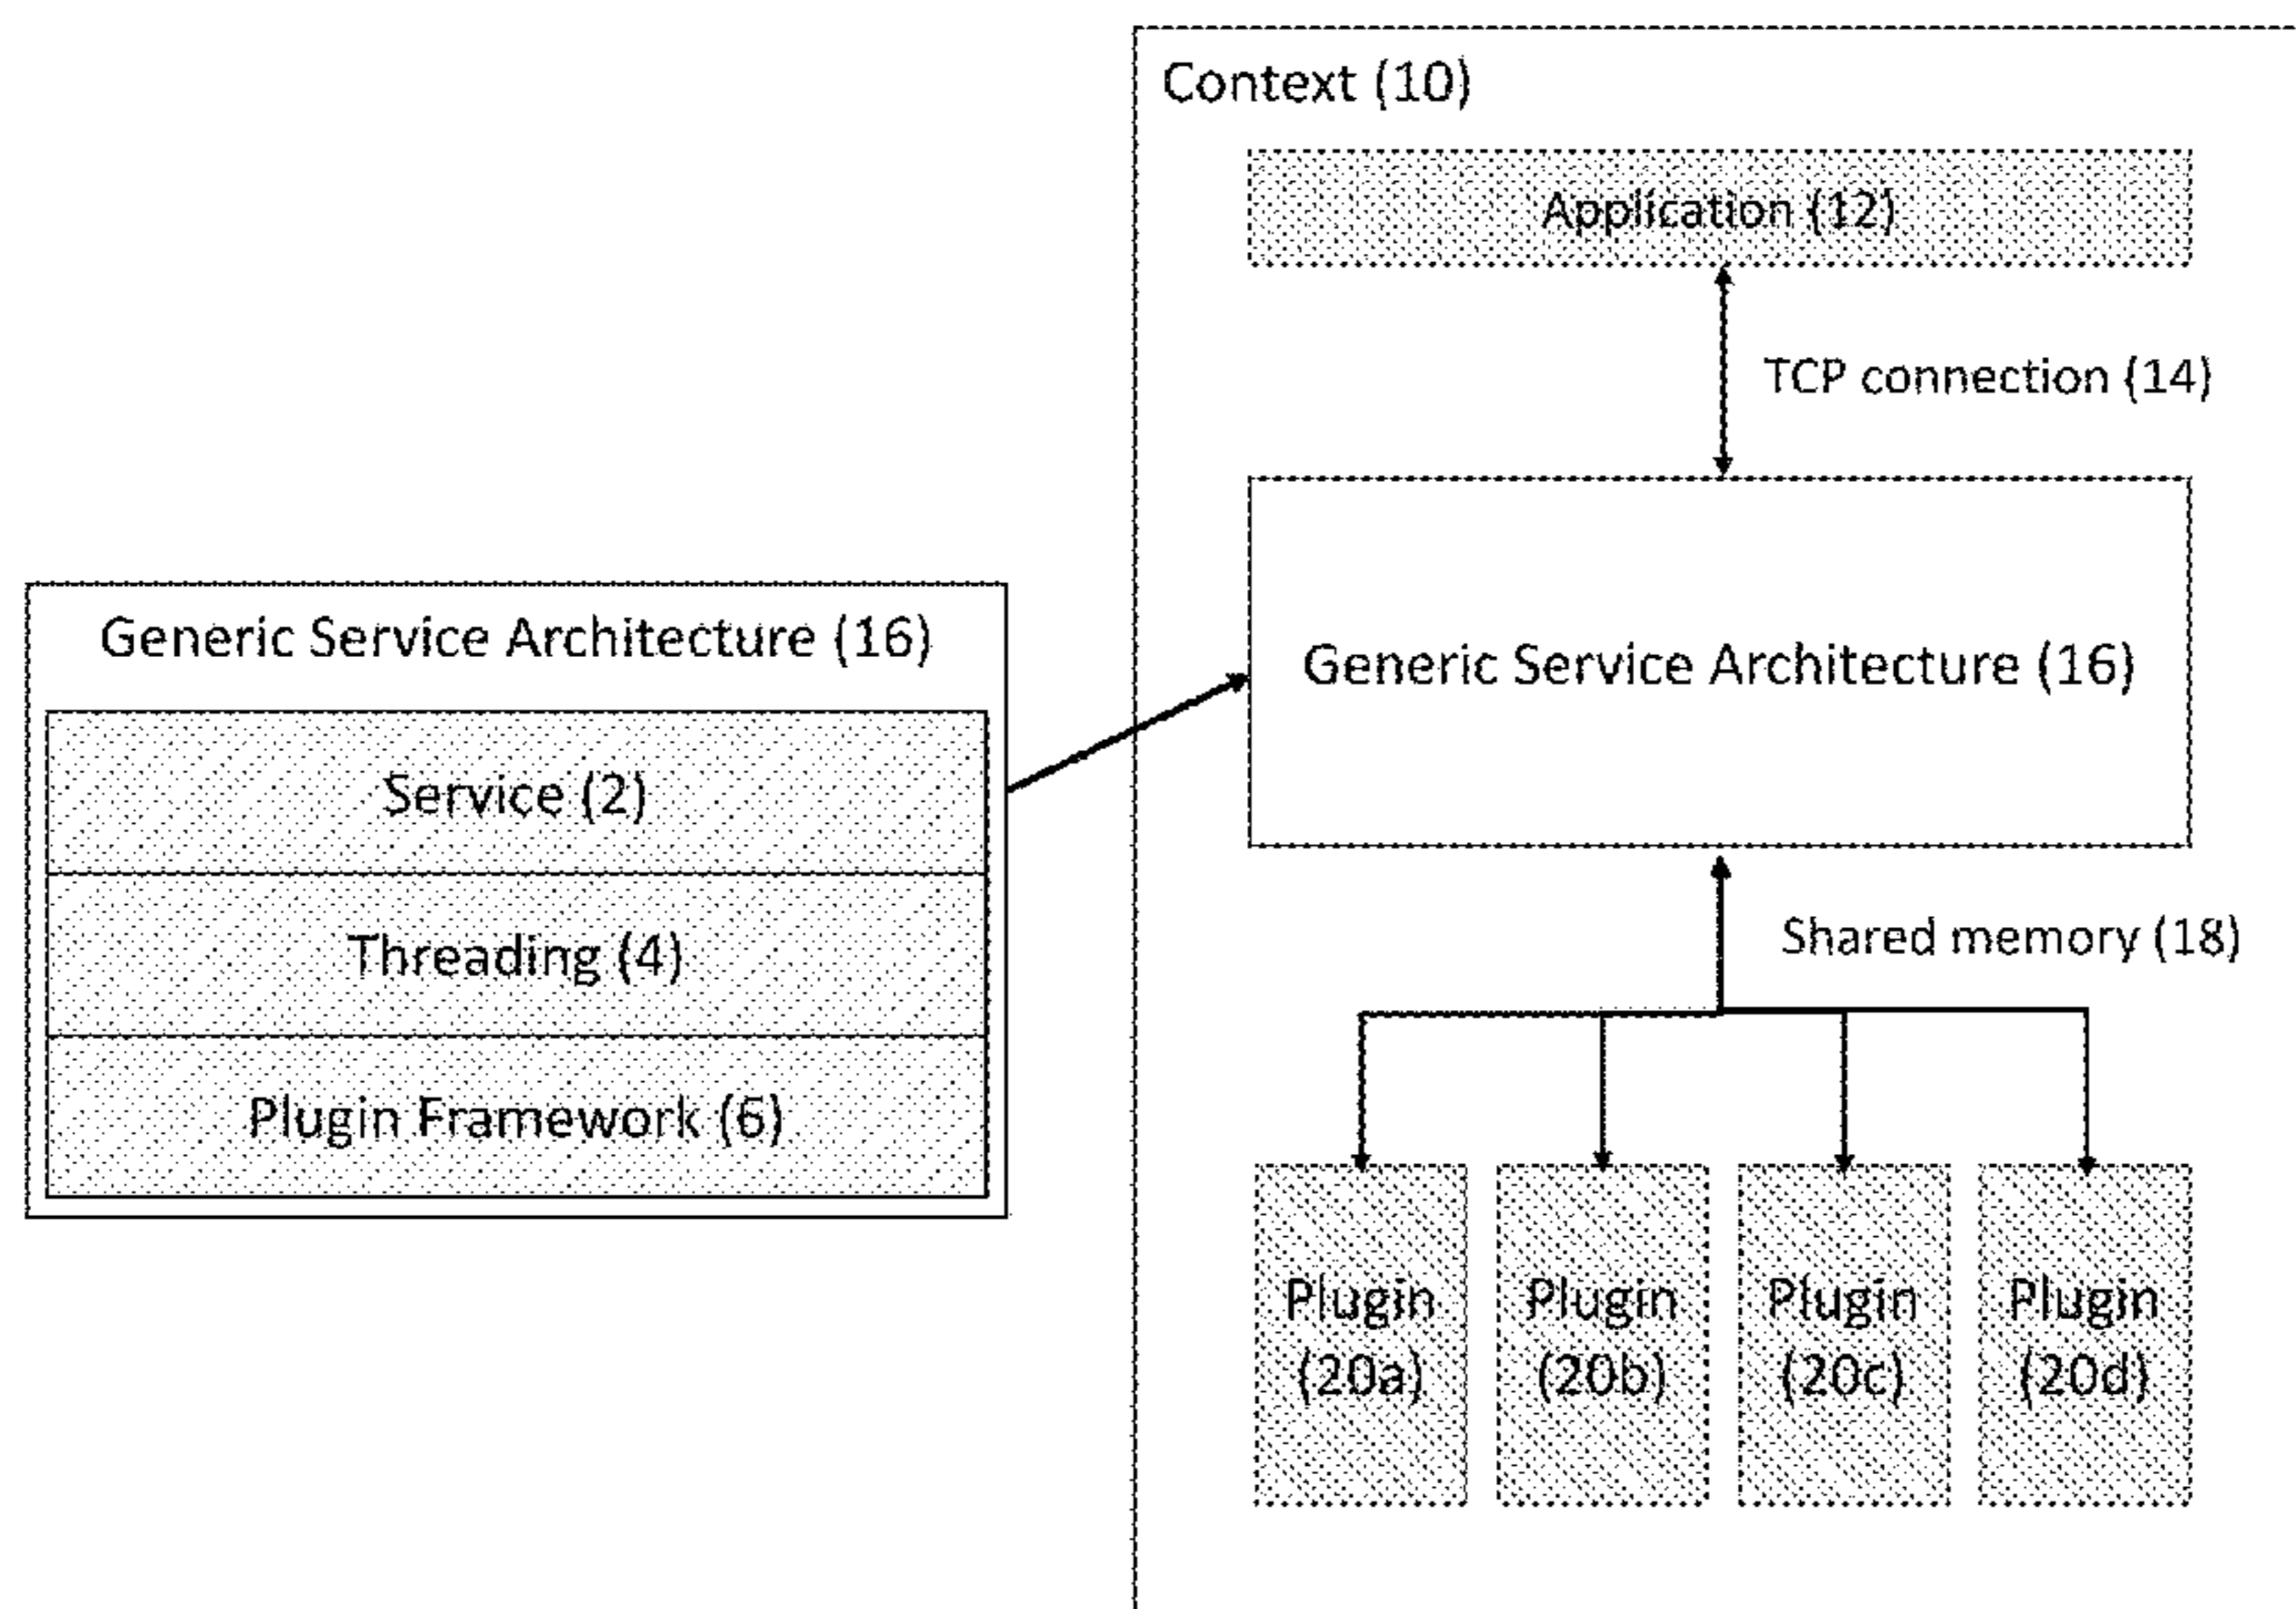 Context (10)
Application (12)
TCP connection (14)
Generic Service Architecture (16)
Service (2)
Threading (4)
Plugin Framework (6)
Generic Service Architecture (16)
Shared memory (18)
Plugin
(20a)
Plugin
(20b)
Plugin
(20c)
Plugin
(20d)